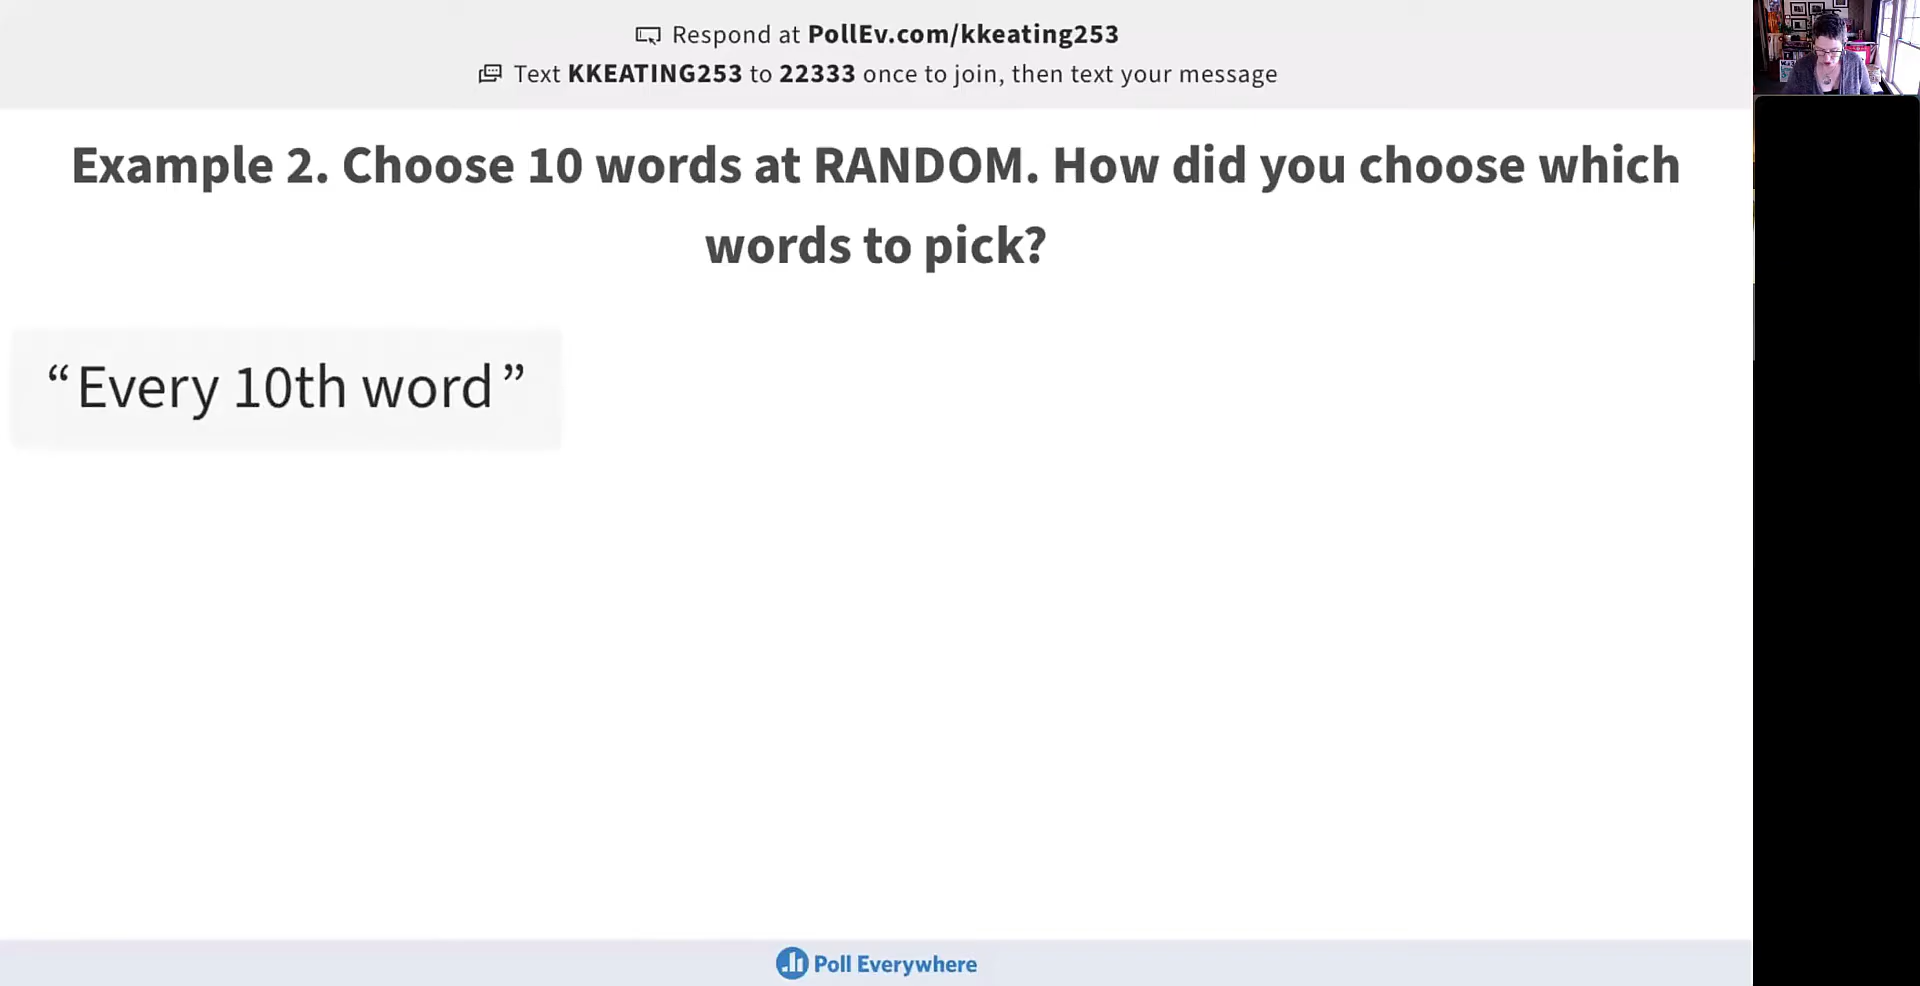 Respond at PollEv.com/kkeating253
Text KKEATING253 to 22333 once to join, then text your message
Example 2. Choose 10 words at RANDOM. How did you choose which
words to pick?
“Every 10th word”
Poll Everywhere